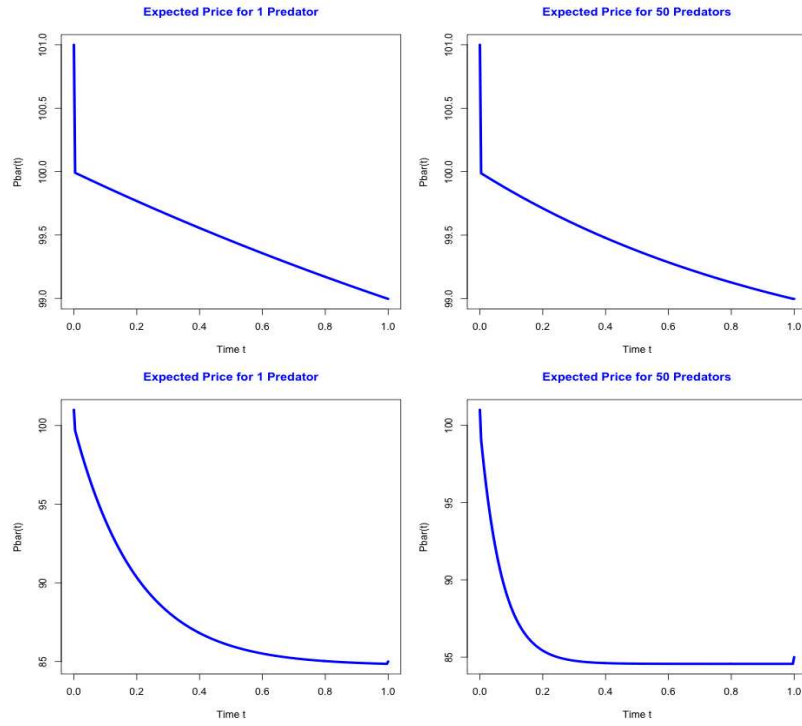 Expected Price for 1 Predator
Pbar(t)
101.0
100.5
100.0
99.5
99.0
0.0 0.2 0.4 0.6 0.8 1.0
Time t
Expected Price for 50 Predators
Pbar(t)
101.0
100.5
100.0
99.5
99.0
0.0 0.2 0.4 0.6 0.8 1.0
Time t
Expected Price for 1 Predator
Pbar(t)
100
95
90
85
0.0 0.2 0.4 0.6 0.8 1.0
Time t
Expected Price for 50 Predators
Pbar(t)
100
95
90
85
0.0 0.2 0.4 0.6 0.8 1.0
Time t